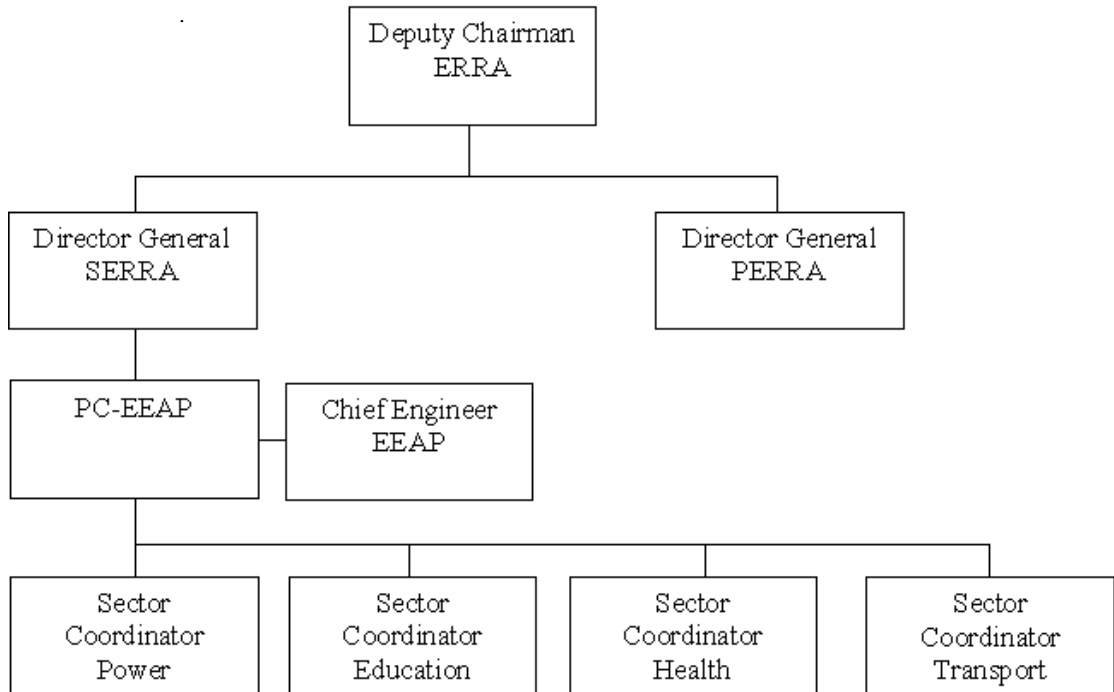 Deputy Chairman
ERRA
Director General
SERRA
Director General
PERRA
PC-EEAP
Chief Engineer
EEAP
Sector
Coordinator
Power
Sector
Coordinator
Education
Sector
Coordinator
Health
Sector
Coordinator
Transport